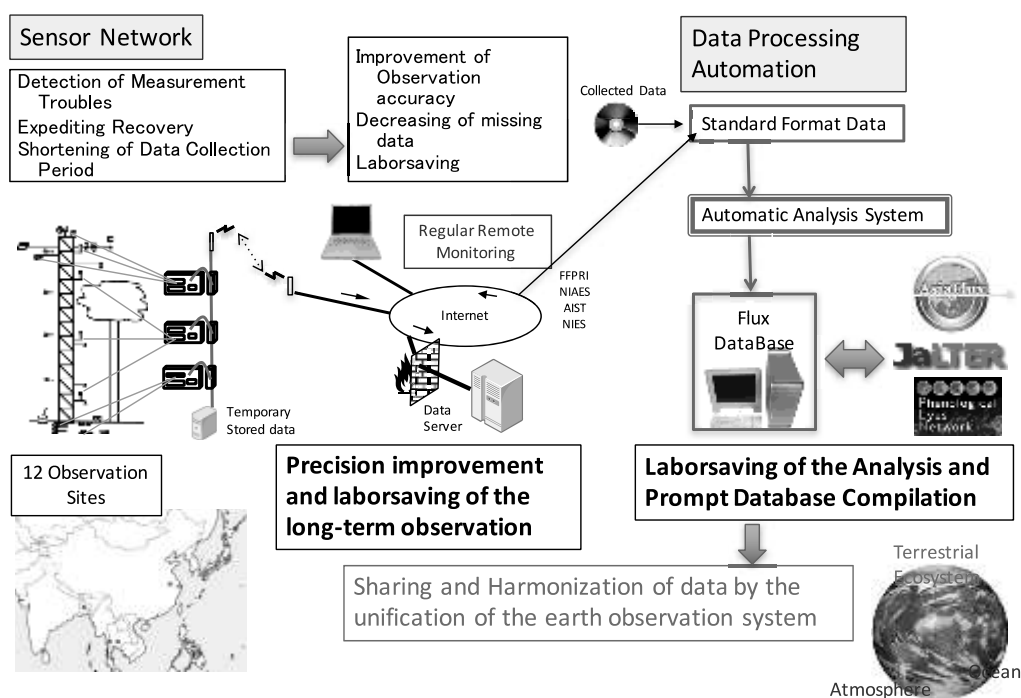 Sensor Network
Detection of Measurement
Troubles
Expediting Recovery
Shortening of Data Collection
Period
Improvement of
Observation
accuracy
Decreasing of missing
data
Laborsaving
Data Processing
Automation
Collected Data
Standard Format Data
Automatic Analysis System
Regular Remote
Monitoring
FFPRI
NIAES
AIST
NIES
Internet
Flux
DataBase
AsiaFlux
JaLTER
Phenological
Eyes
Network
Temporary
Stored data
Data
Server
12 Observation
Sites
Precision improvement
and laborsaving of the
long-term observation
Laborsaving of the Analysis and
Prompt Database Compilation
Sharing and Harmonization of data by the
unification of the earth observation system
Terrestrial
Ecosystem
Ocean
Atmosphere